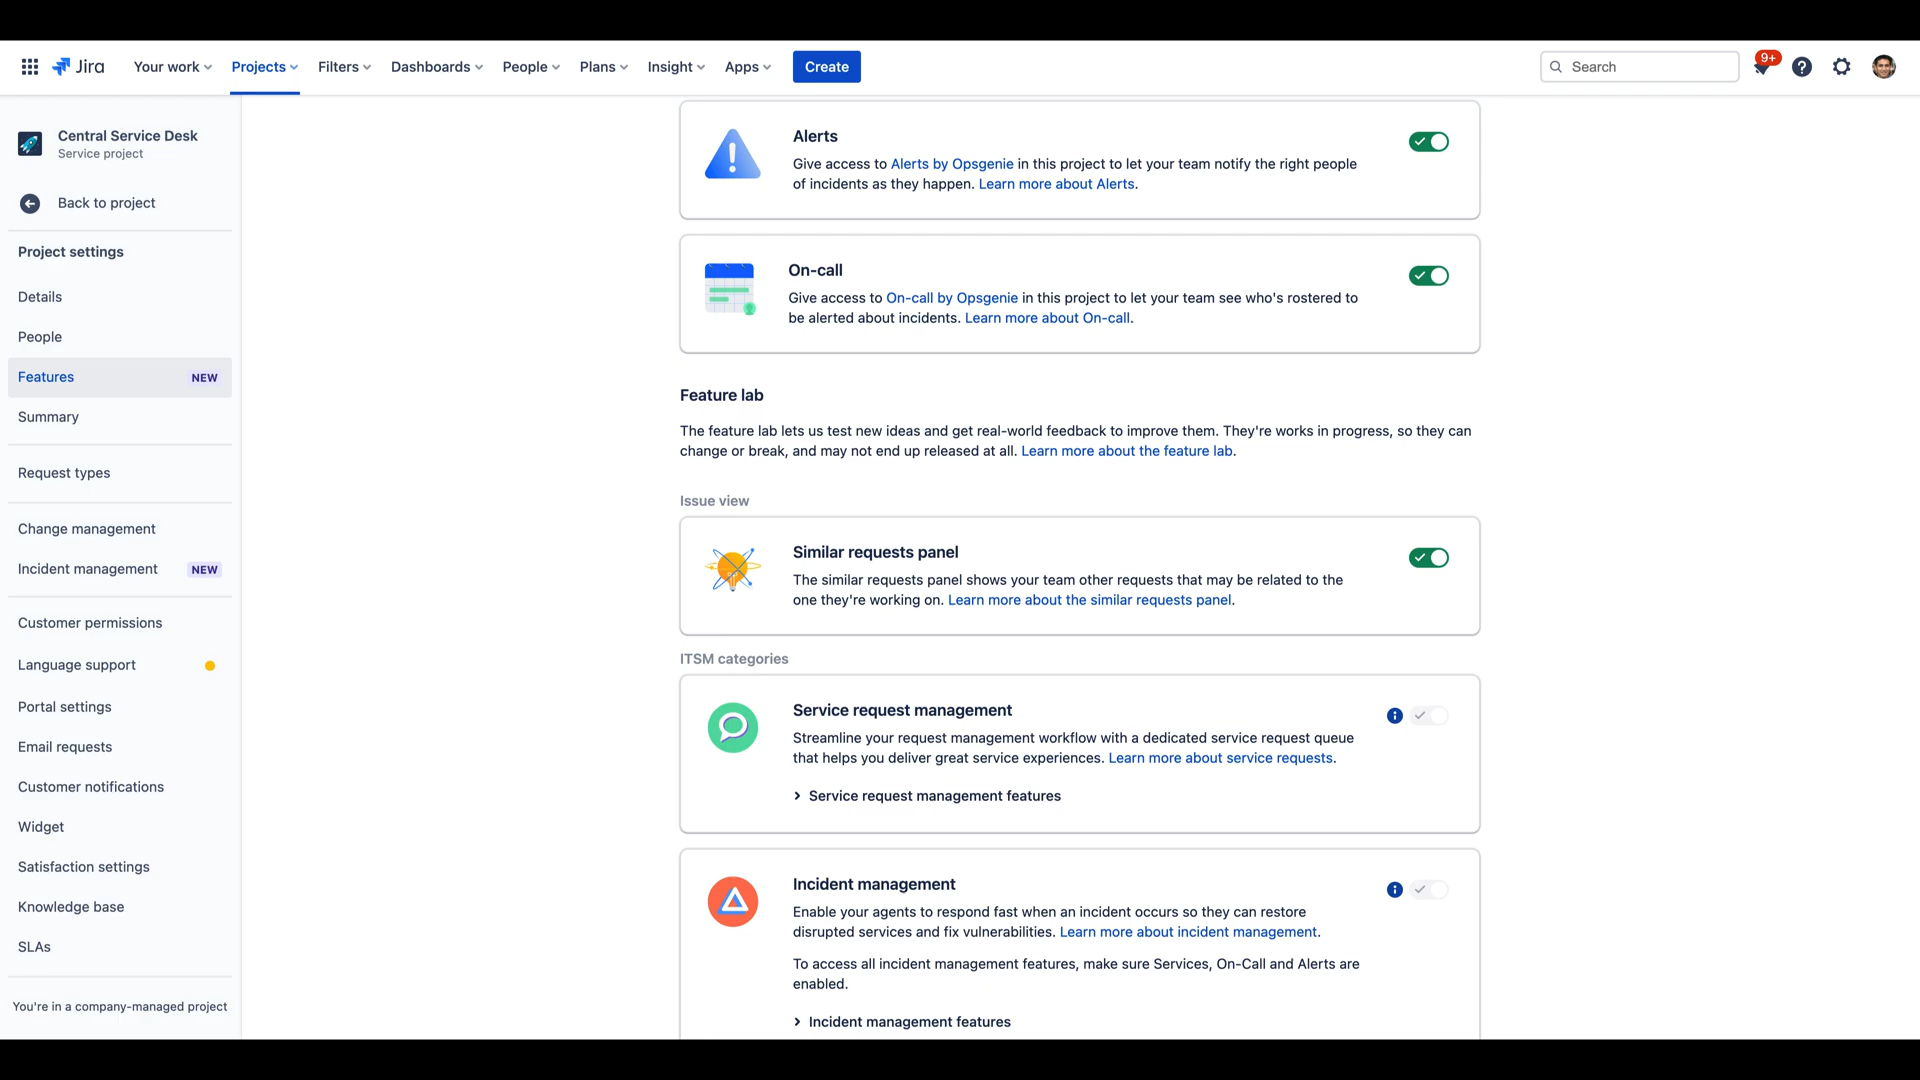 Jira
Your work
Projects
Filters
Dashboards
People
Plans
Insight
Apps
Create
Search
9+
Central Service Desk
Service project
Back to project
Project settings
Details
People
Features NEW
Summary
Request types
Change management
Incident management NEW
Customer permissions
Language support
Portal settings
Email requests
Customer notifications
Widget
Satisfaction settings
Knowledge base
SLAs
You're in a company-managed project
Alerts
Give access to Alerts by Opsgenie in this project to let your team notify the right people
of incidents as they happen. Learn more about Alerts.
On-call
Give access to On-call by Opsgenie in this project to let your team see who's rostered to
be alerted about incidents. Learn more about On-call.
Feature lab
The feature lab lets us test new ideas and get real-world feedback to improve them. They're works in progress, so they can
change or break, and may not end up released at all. Learn more about the feature lab.
Issue view
Similar requests panel
The similar requests panel shows your team other requests that may be related to the
one they're working on. Learn more about the similar requests panel.
ITSM categories
Service request management
Streamline your request management workflow with a dedicated service request queue
that helps you deliver great service experiences. Learn more about service requests.
Service request management features
Incident management
Enable your agents to respond fast when an incident occurs so they can restore
disrupted services and fix vulnerabilities. Learn more about incident management.
To access all incident management features, make sure Services, On-Call and Alerts are
enabled.
Incident management features